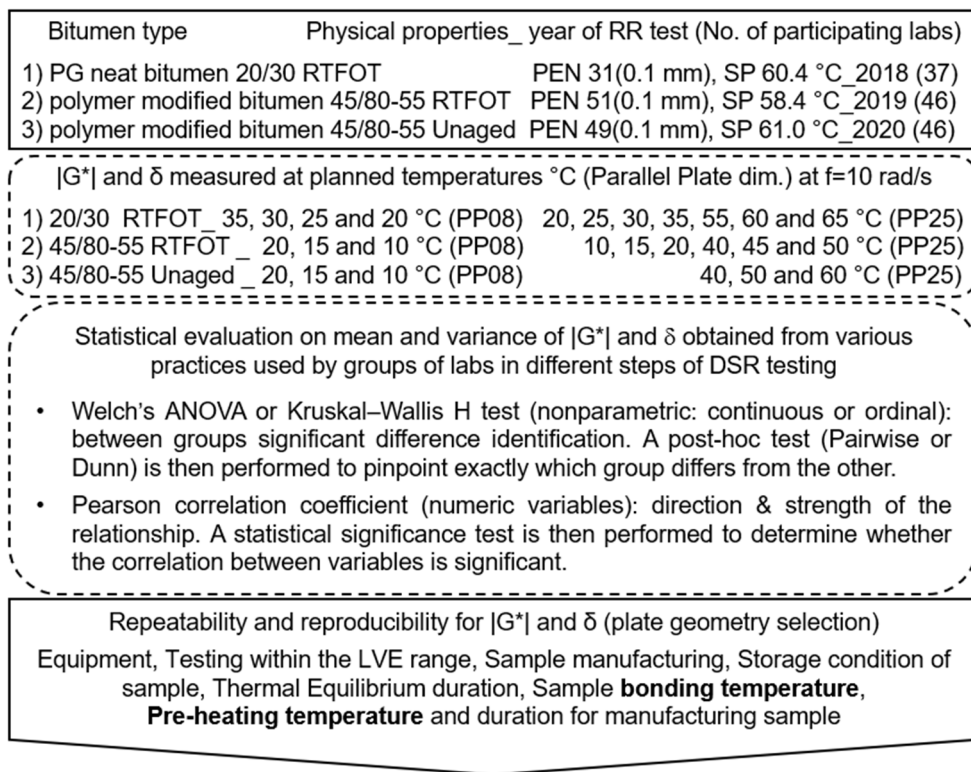 Bitumen type Physical properties_ year of RR test (No. of participating labs)
1) PG neat bitumen 20/30 RTFOT PEN 31(0.1 mm), SP 60.4 °C_2018 (37)
2) polymer modified bitumen 45/80-55 RTFOT PEN 51(0.1 mm), SP 58.4 °C_2019 (46)
3) polymer modified bitumen 45/80-55 Unaged PEN 49(0.1 mm), SP 61.0 °C_2020 (46)
|G*| and δ measured at planned temperatures °C (Parallel Plate dim.) at f=10 rad/s
1) 20/30 RTFOT_ 35, 30, 25 and 20 °C (PP08) 20, 25, 30, 35, 55, 60 and 65 °C (PP25)
2) 45/80-55 RTFOT _ 20, 15 and 10 °C (PP08) 10, 15, 20, 40, 45 and 50 °C (PP25)
3) 45/80-55 Unaged _ 20, 15 and 10 °C (PP08) 40, 50 and 60 °C (PP25)
Statistical evaluation on mean and variance of |G*| and δ obtained from various
practices used by groups of labs in different steps of DSR testing
• Welch's ANOVA or Kruskal–Wallis H test (nonparametric: continuous or ordinal):
between groups significant difference identification. A post-hoc test (Pairwise or
Dunn) is then performed to pinpoint exactly which group differs from the other.
• Pearson correlation coefficient (numeric variables): direction & strength of the
relationship. A statistical significance test is then performed to determine whether
the correlation between variables is significant.
Repeatability and reproducibility for |G*| and δ (plate geometry selection)
Equipment, Testing within the LVE range, Sample manufacturing, Storage condition of
sample, Thermal Equilibrium duration, Sample bonding temperature,
Pre-heating temperature and duration for manufacturing sample